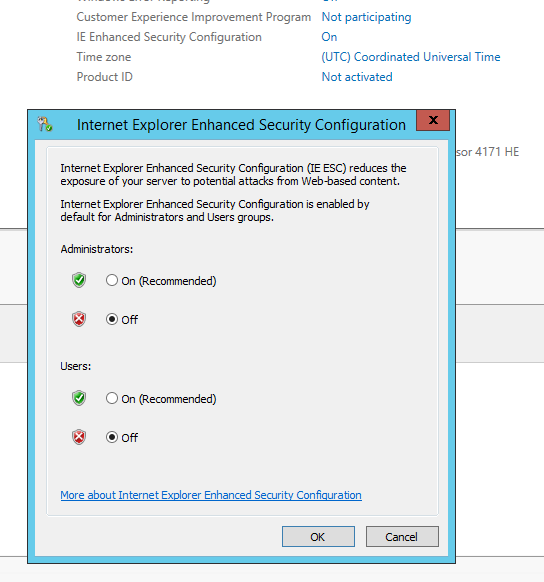 Customer Experience Improvement Program Not participating
IE Enhanced Security Configuration On
Time zone (UTC) Coordinated Universal Time
Product ID Not activated
Internet Explorer Enhanced Security Configuration x
sor 4171 HE
Internet Explorer Enhanced Security Configuration (IE ESC) reduces the
exposure of your server to potential attacks from Web-based content.
Internet Explorer Enhanced Security Configuration is enabled by
default for Administrators and Users groups.
Administrators:
On (Recommended)
Off
Users:
On (Recommended)
Off
More about Internet Explorer Enhanced Security Configuration
OK Cancel